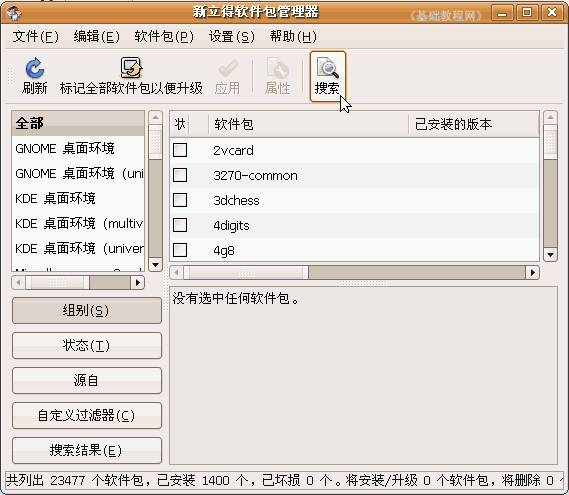 新立得软件包管理器
《基础教程网》
文件(F) 编辑(E) 软件包(P) 设置(S) 帮助(H)
刷新 标记全部软件包以便升级 应用 属性 搜索
全部
GNOME 桌面环境
GNOME 桌面环境 (uni
KDE 桌面环境
KDE 桌面环境 (multiv
KDE 桌面环境 (univer
状 软件包 已安装的版本
2vcard
3270-common
3dchess
4digits
4g8
组别(S)
状态(T)
源自
自定义过滤器(C)
搜索结果(E)
没有选中任何软件包。
共列出 23477 个软件包，已安装 1400 个，已坏损 0 个。将安装/升级 0 个软件包，将删除 0